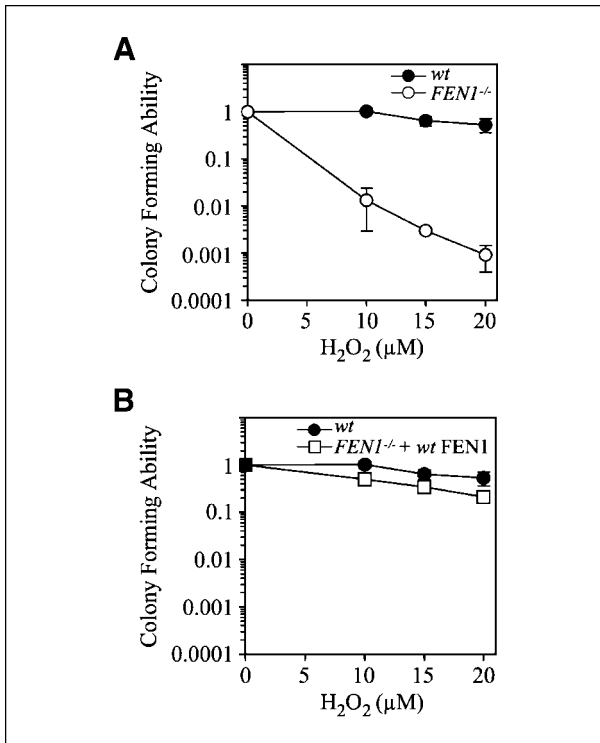 A
wt
FEN1-/-
Colony Forming Ability
1
0.1
0.01
0.001
0.0001
0 5 10 15 20
H₂O₂ (µM)
B
wt
FEN1-/- + wt FEN1
Colony Forming Ability
1
0.1
0.01
0.001
0.0001
0 5 10 15 20
H₂O₂ (µM)